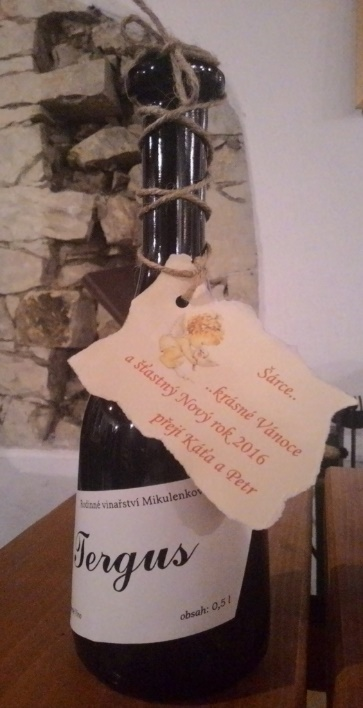 Šárce..
..krásné Vánoce
a šťastný Nový rok 2016
přejí Káťa a Petr
Rodinné vinařství Mikulenkov
Tergus
obsah: 0,5 l